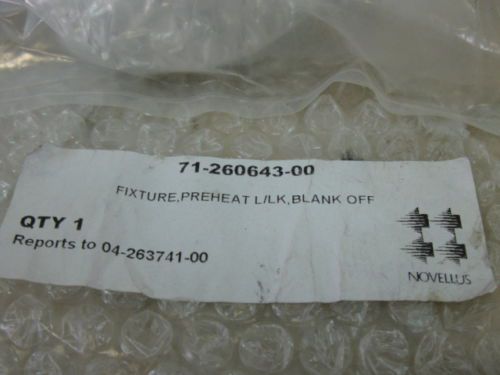 71-260643-00
FIXTURE,PREHEAT L/LK,BLANK OFF
QTY 1
Reports to 04-263741-00
NOVELLUS